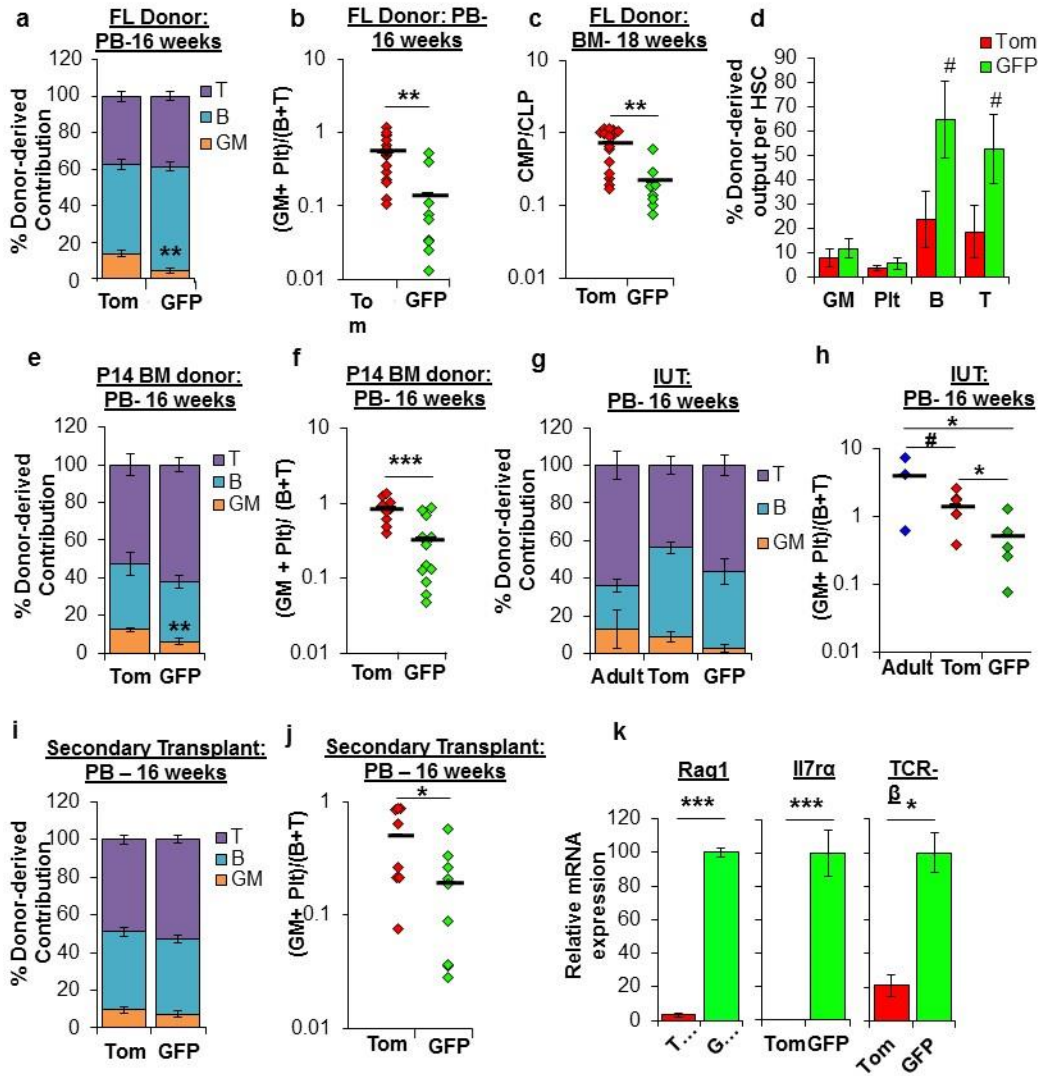 a
FL Donor:
PB-16 weeks
% Donor-derived
Contribution
120
100
80
60
40
20
0
**
Tom
GFP
T
B
GM
b
FL Donor: PB-
16 weeks
(GM+ Plt)/(B+T)
1
0.1
0.01
**
To
m
GFP
c
FL Donor:
BM- 18 weeks
CMP/CLP
1
0.1
0.01
**
Tom GFP
d
% Donor-derived
output per HSC
90
80
70
60
50
40
30
20
10
0
#
#
GM Plt B T
Tom
GFP
e
P14 BM donor:
PB- 16 weeks
% Donor-derived
Contribution
120
100
80
60
40
20
0
**
Tom GFP
T
B
GM
f
P14 BM donor:
PB- 16 weeks
(GM + Plt)/ (B+T)
10
1
0.1
0.01
***
Tom GFP
g
IUT:
PB- 16 weeks
% Donor-derived
Contribution
120
100
80
60
40
20
0
Adult Tom GFP
T
B
GM
h
IUT:
PB- 16 weeks
(GM+ Plt)/(B+T)
10
1
0.1
0.01
*
#
*
Adult Tom GFP
i
Secondary Transplant:
PB – 16 weeks
% Donor-derived
Contribution
120
100
80
60
40
20
0
Tom GFP
T
B
GM
j
Secondary Transplant:
PB – 16 weeks
(GM+ Plt)/(B+T)
1
0.1
0.01
*
Tom GFP
k
Relative mRNA
expression
120
100
80
60
40
20
0
Rag1
***
T...
G...
Il7rα
***
Tom GFP
TCR-
β
*
Tom
GFP